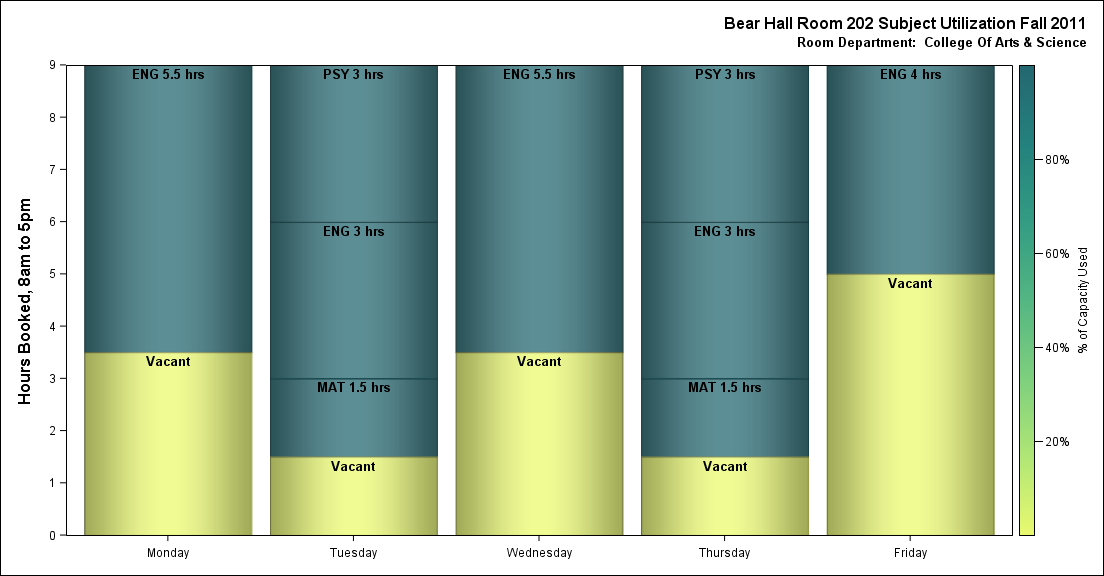 Bear Hall Room 202 Subject Utilization Fall 2011
Room Department:  College Of Arts & Science
Hours Booked, 8am to 5pm
9
8
7
6
5
4
3
2
1
0
ENG 5.5 hrs
Vacant
PSY 3 hrs
ENG 3 hrs
MAT 1.5 hrs
Vacant
ENG 5.5 hrs
Vacant
PSY 3 hrs
ENG 3 hrs
MAT 1.5 hrs
Vacant
ENG 4 hrs
Vacant
Monday
Tuesday
Wednesday
Thursday
Friday
80%
60%
40%
20%
% of Capacity Used